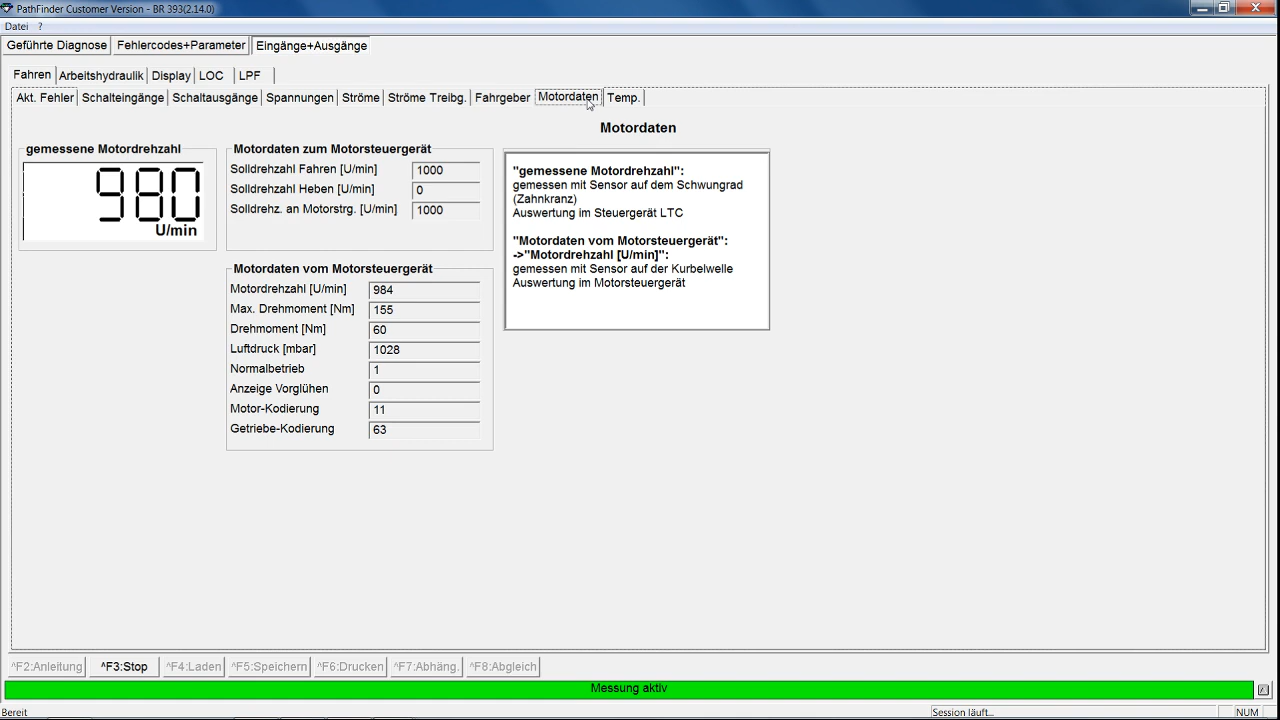 PathFinder Customer Version - BR 393(2.14.0)
Datei ?
Geführte Diagnose Fehlercodes+Parameter Eingänge+Ausgänge
Fahren Arbeitshydraulik Display LOC LPF
Akt. Fehler Schalteingänge Schaltausgänge Spannungen Ströme Ströme Treibg. Fahrgeber Motordaten Temp.
Motordaten
gemessene Motordrehzahl
980
U/min
Motordaten zum Motorsteuergerät
Solldrehzahl Fahren [U/min] 1000
Solldrehzahl Heben [U/min] 0
Solldrehz. an Motorstrg. [U/min] 1000
Motordaten vom Motorsteuergerät
Motordrehzahl [U/min] 984
Max. Drehmoment [Nm] 155
Drehmoment [Nm] 60
Luftdruck [mbar] 1028
Normalbetrieb 1
Anzeige Vorglühen 0
Motor-Kodierung 11
Getriebe-Kodierung 63
"gemessene Motordrehzahl":
gemessen mit Sensor auf dem Schwungrad
(Zahnkranz)
Auswertung im Steuergerät LTC
"Motordaten vom Motorsteuergerät":
->"Motordrehzahl [U/min]":
gemessen mit Sensor auf der Kurbelwelle
Auswertung im Motorsteuergerät
^F2:Anleitung ^F3:Stop ^F4:Laden ^F5:Speichern ^F6:Drucken ^F7:Abhäng. ^F8:Abgleich
Messung aktiv
Bereit Session läuft... NUM